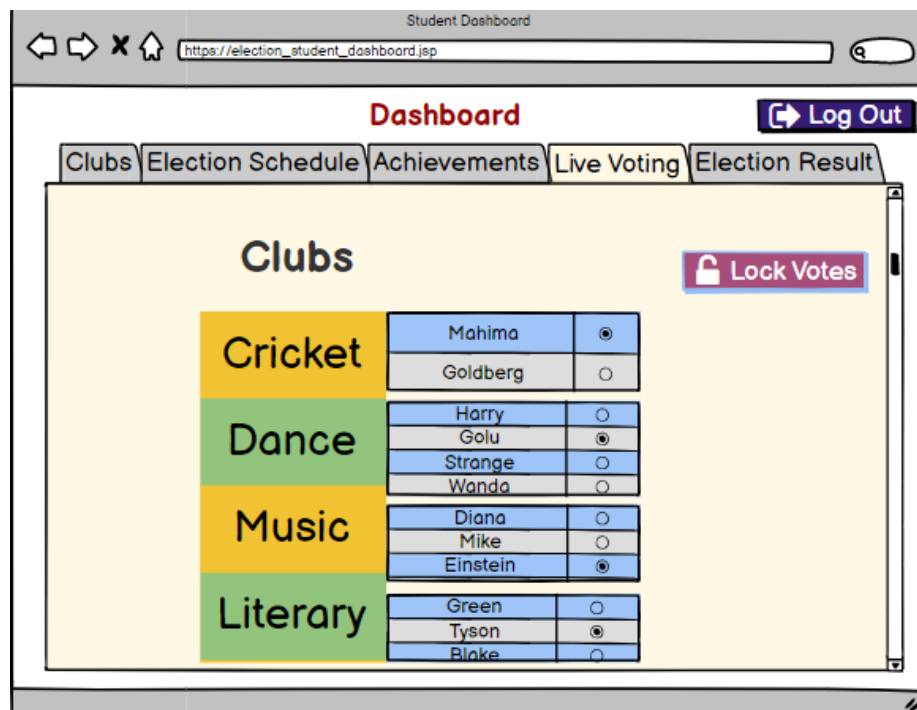 Student Dashboard
https://election_student_dashboard.jsp
Dashboard
Log Out
Clubs Election Schedule Achievements Live Voting Election Result
Clubs
Lock Votes
Cricket
Mahima
Goldberg
Dance
Harry
Golu
Strange
Wanda
Music
Diana
Mike
Einstein
Literary
Green
Tyson
Blake